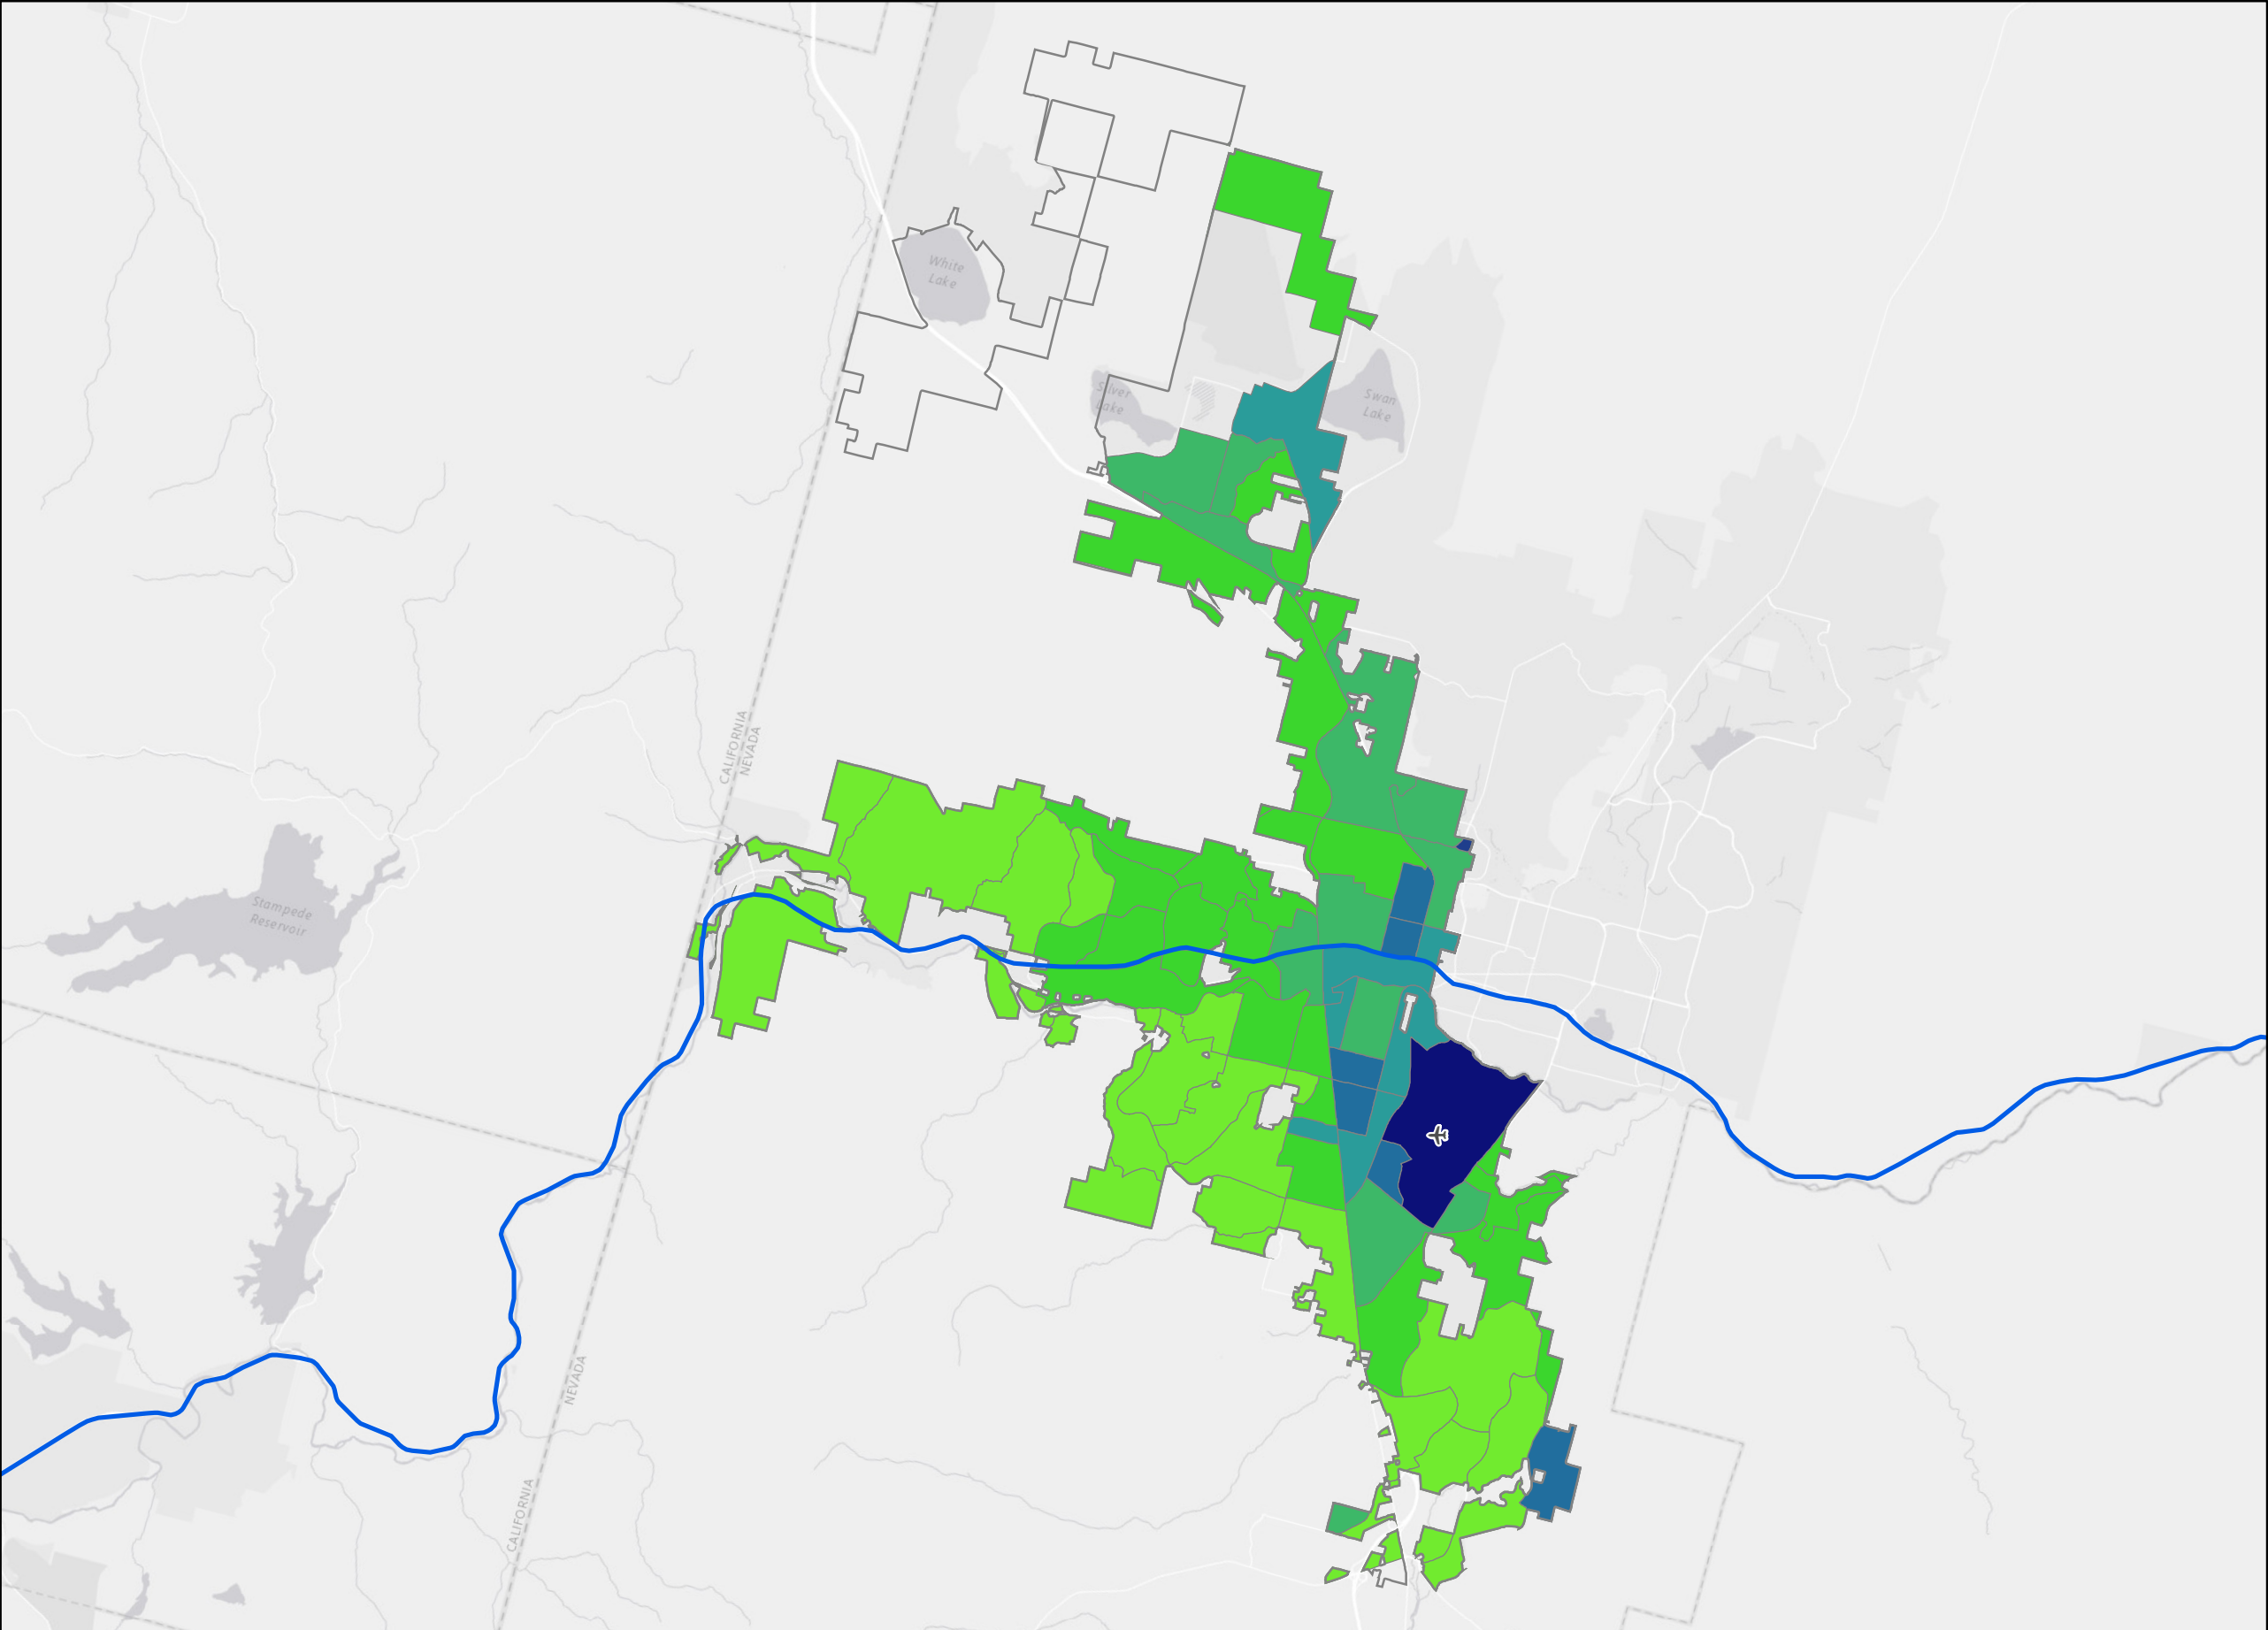 White
Lake
Silver
Lake
Swan
Lake
CALIFORNIA
NEVADA
Stampede
Reservoir
NEVADA
CALIFORNIA